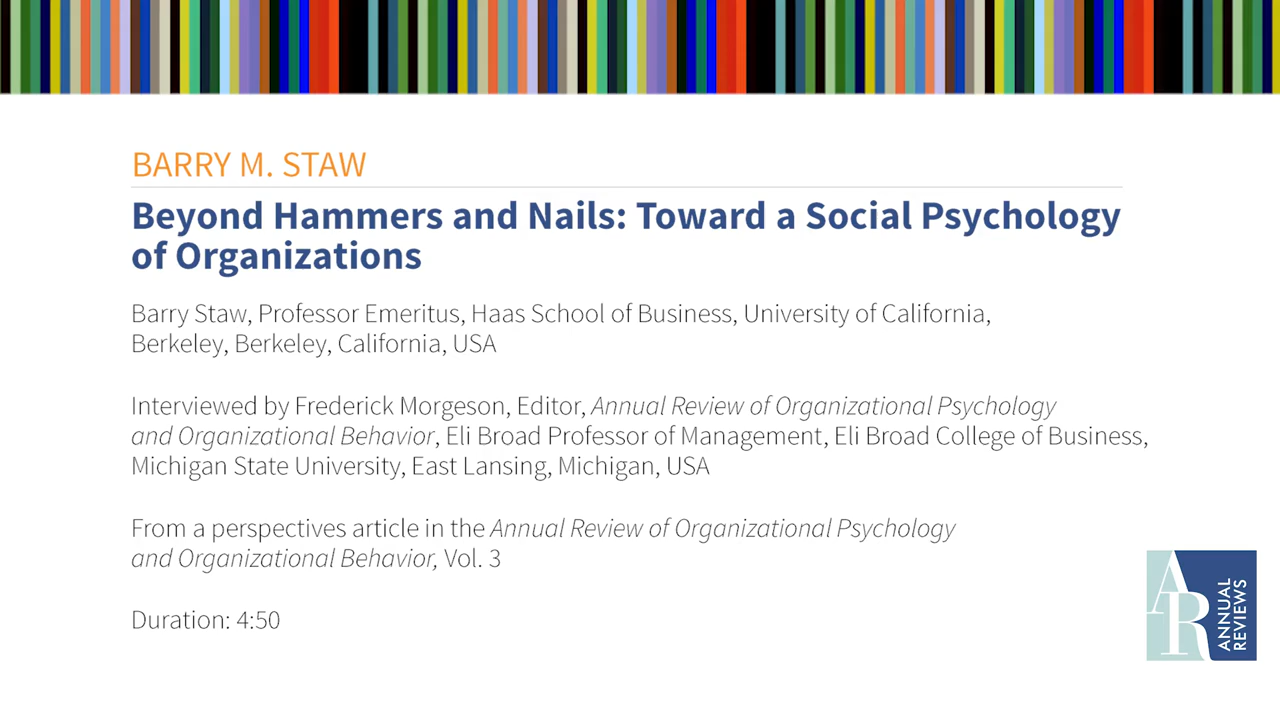 BARRY M. STAW
Beyond Hammers and Nails: Toward a Social Psychology
of Organizations
Barry Staw, Professor Emeritus, Haas School of Business, University of California,
Berkeley, Berkeley, California, USA
Interviewed by Frederick Morgeson, Editor, Annual Review of Organizational Psychology
and Organizational Behavior, Eli Broad Professor of Management, Eli Broad College of Business,
Michigan State University, East Lansing, Michigan, USA
From a perspectives article in the Annual Review of Organizational Psychology
and Organizational Behavior, Vol. 3
Duration: 4:50
AR
ANNUAL
REVIEWS